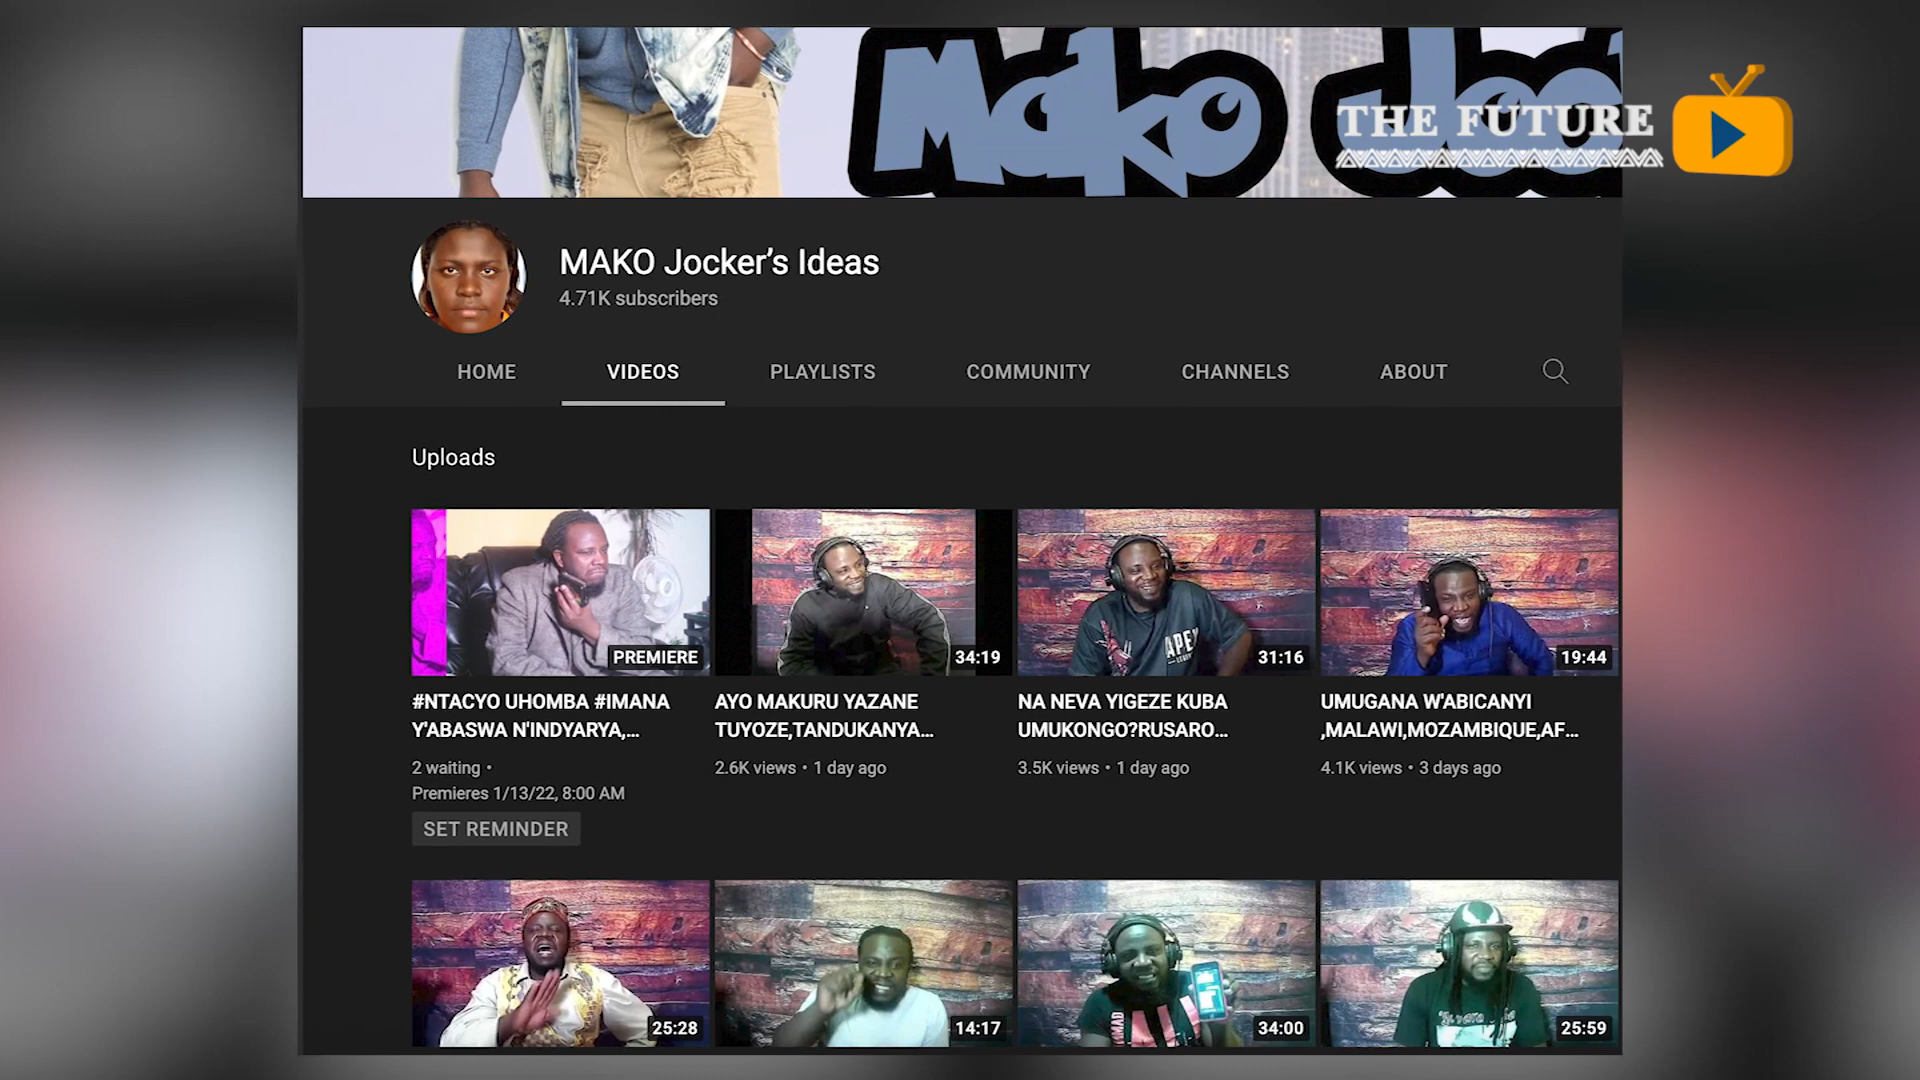 Mako Joc
THE FUTURE
MAKO Jocker's Ideas
4.71K subscribers
HOME
VIDEOS
PLAYLISTS
COMMUNITY
CHANNELS
ABOUT
Uploads
PREMIERE
34:19
APEX
31:16
19:44
#NTACYO UHOMBA #IMANA
Y'ABASWA N'INDYARYA,...
2 waiting •
Premieres 1/13/22, 8:00 AM
SET REMINDER
AYO MAKURU YAZANE
TUYOZE,TANDUKANYA...
2.6K views • 1 day ago
NA NEVA YIGEZE KUBA
UMUKONGO?RUSARO...
3.5K views • 1 day ago
UMUGANA W'ABICANYI
,MALAWI,MOZAMBIQUE,AF...
4.1K views • 3 days ago
25:28
14:17
34:00
25:59